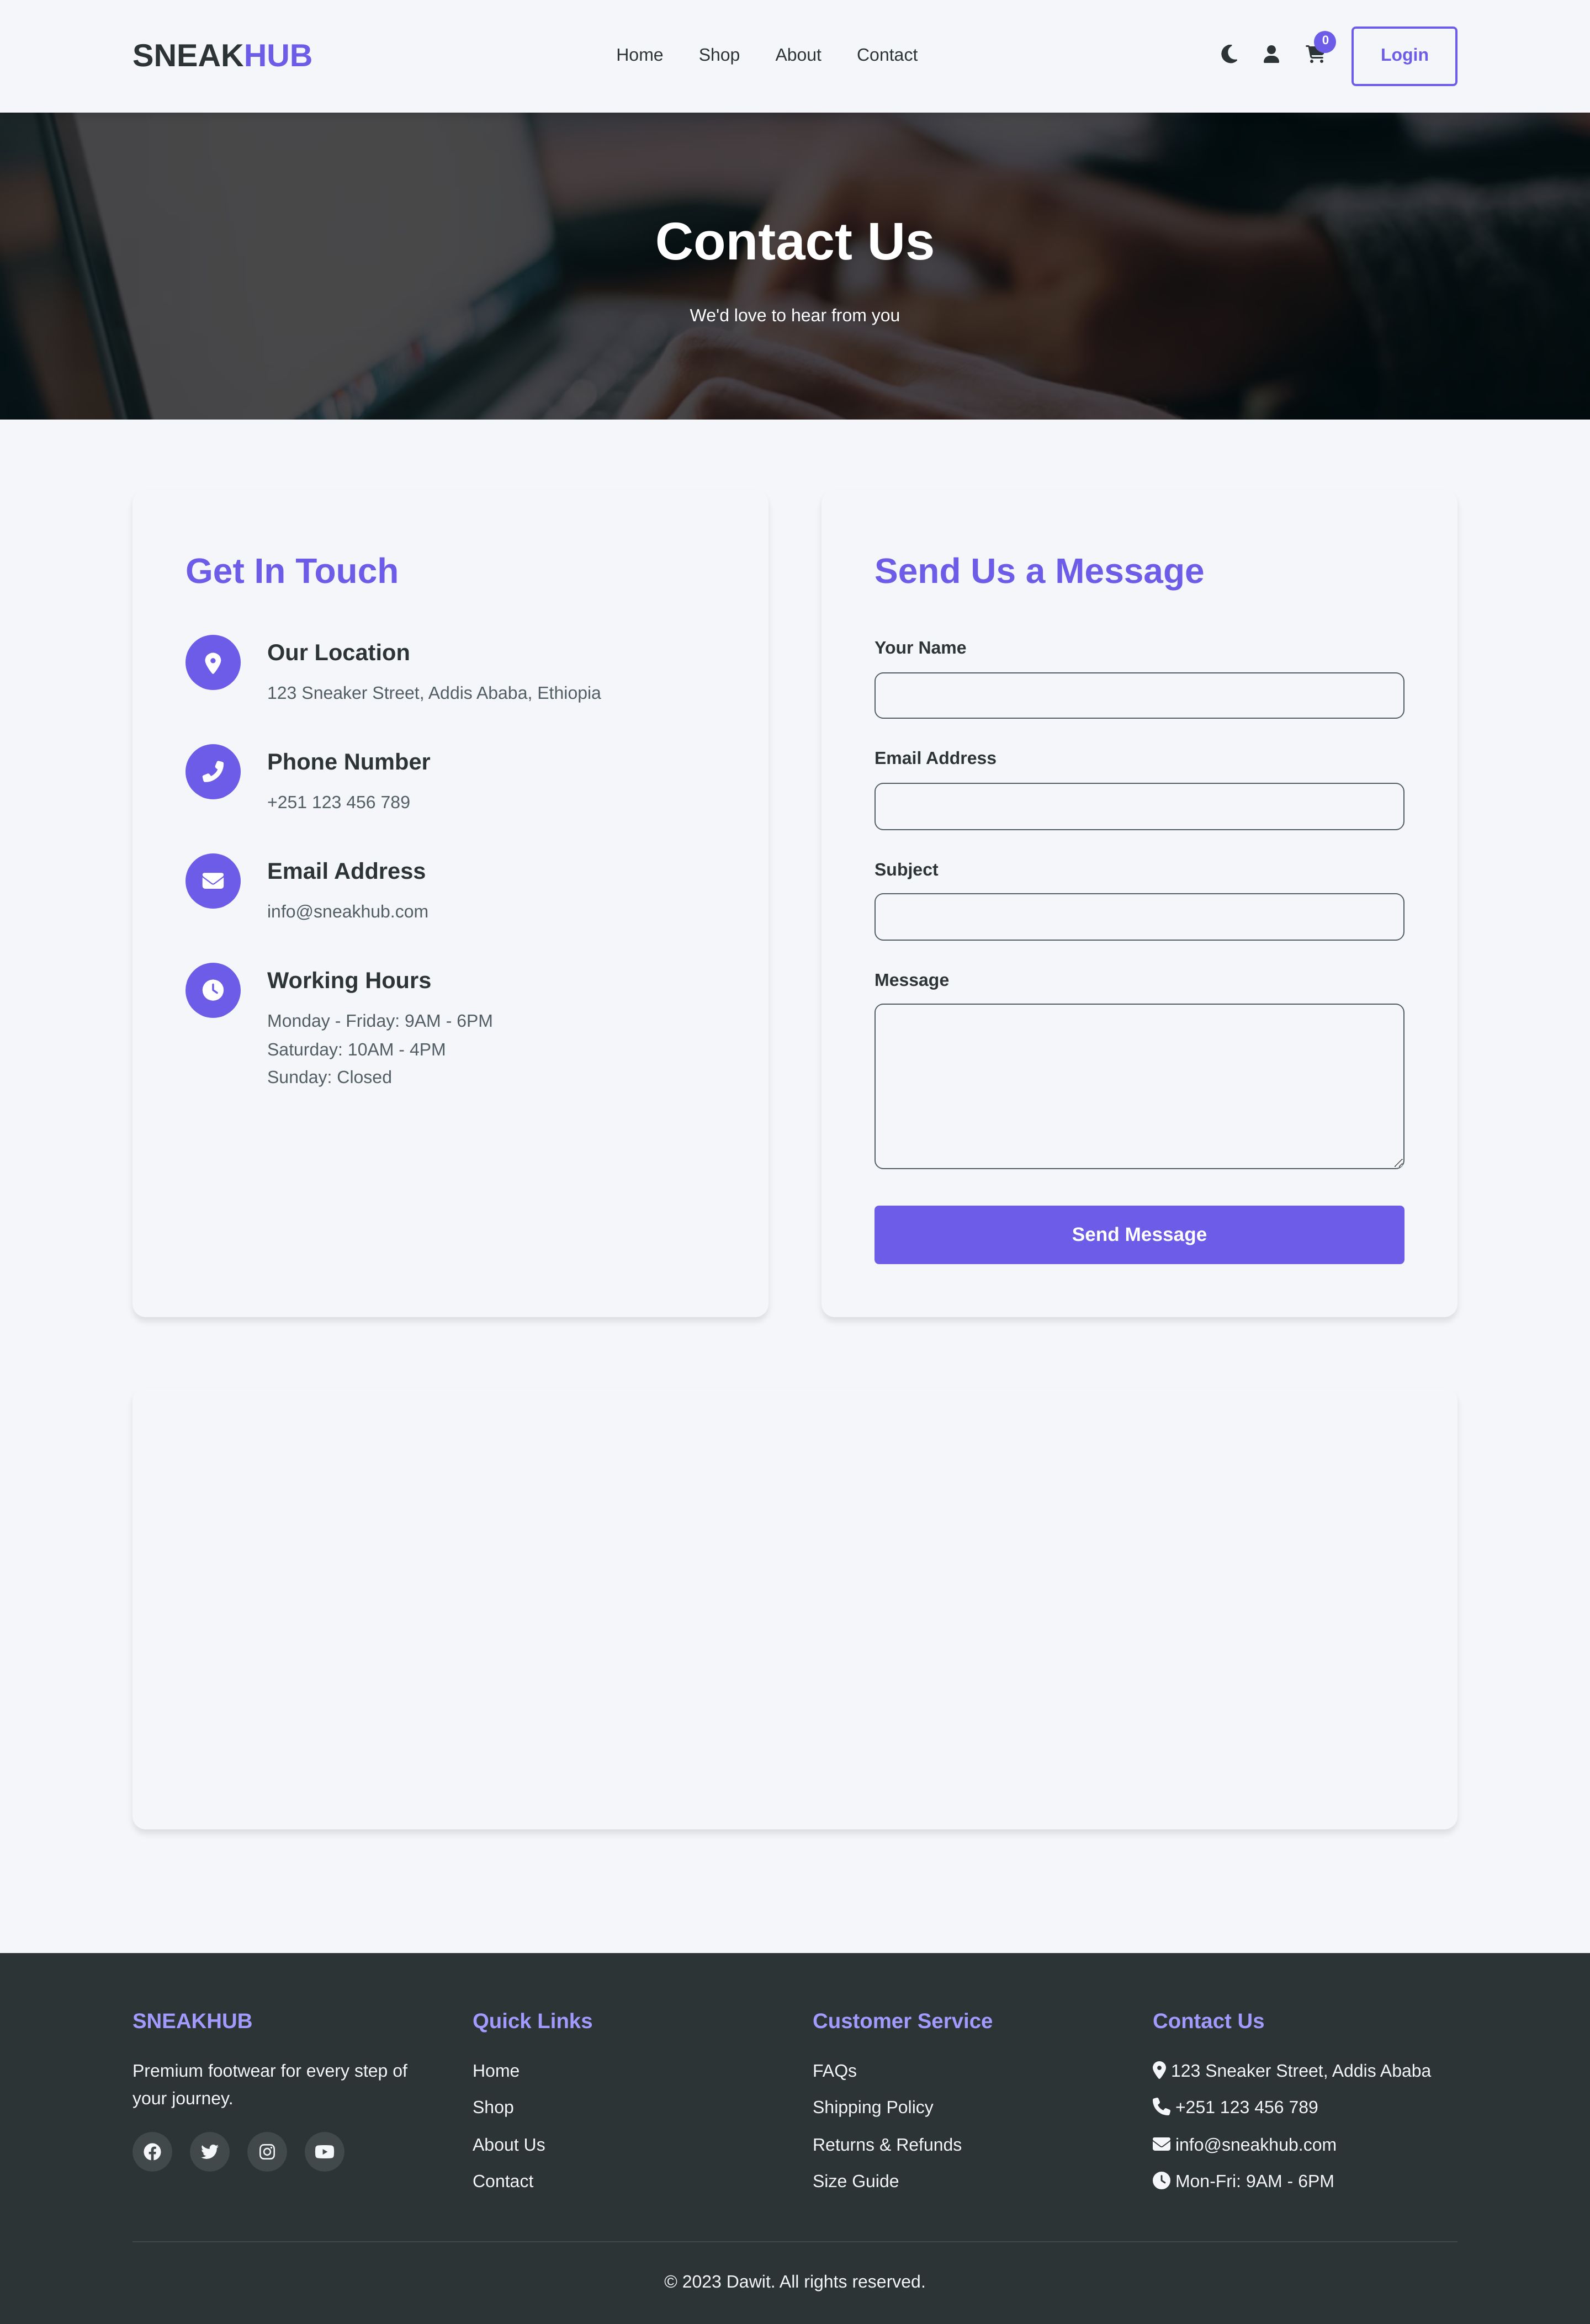 SNEAKHUB
Home Shop About Contact
0
Login
Contact Us
We'd love to hear from you
Get In Touch
Our Location
123 Sneaker Street, Addis Ababa, Ethiopia
Phone Number
+251 123 456 789
Email Address
info@sneakhub.com
Working Hours
Monday - Friday: 9AM - 6PM
Saturday: 10AM - 4PM
Sunday: Closed
Send Us a Message
Your Name
Email Address
Subject
Message
Send Message
SNEAKHUB
Premium footwear for every step of
your journey.
Quick Links
Home
Shop
About Us
Contact
Customer Service
FAQs
Shipping Policy
Returns & Refunds
Size Guide
Contact Us
123 Sneaker Street, Addis Ababa
+251 123 456 789
info@sneakhub.com
Mon-Fri: 9AM - 6PM
© 2023 Dawit. All rights reserved.